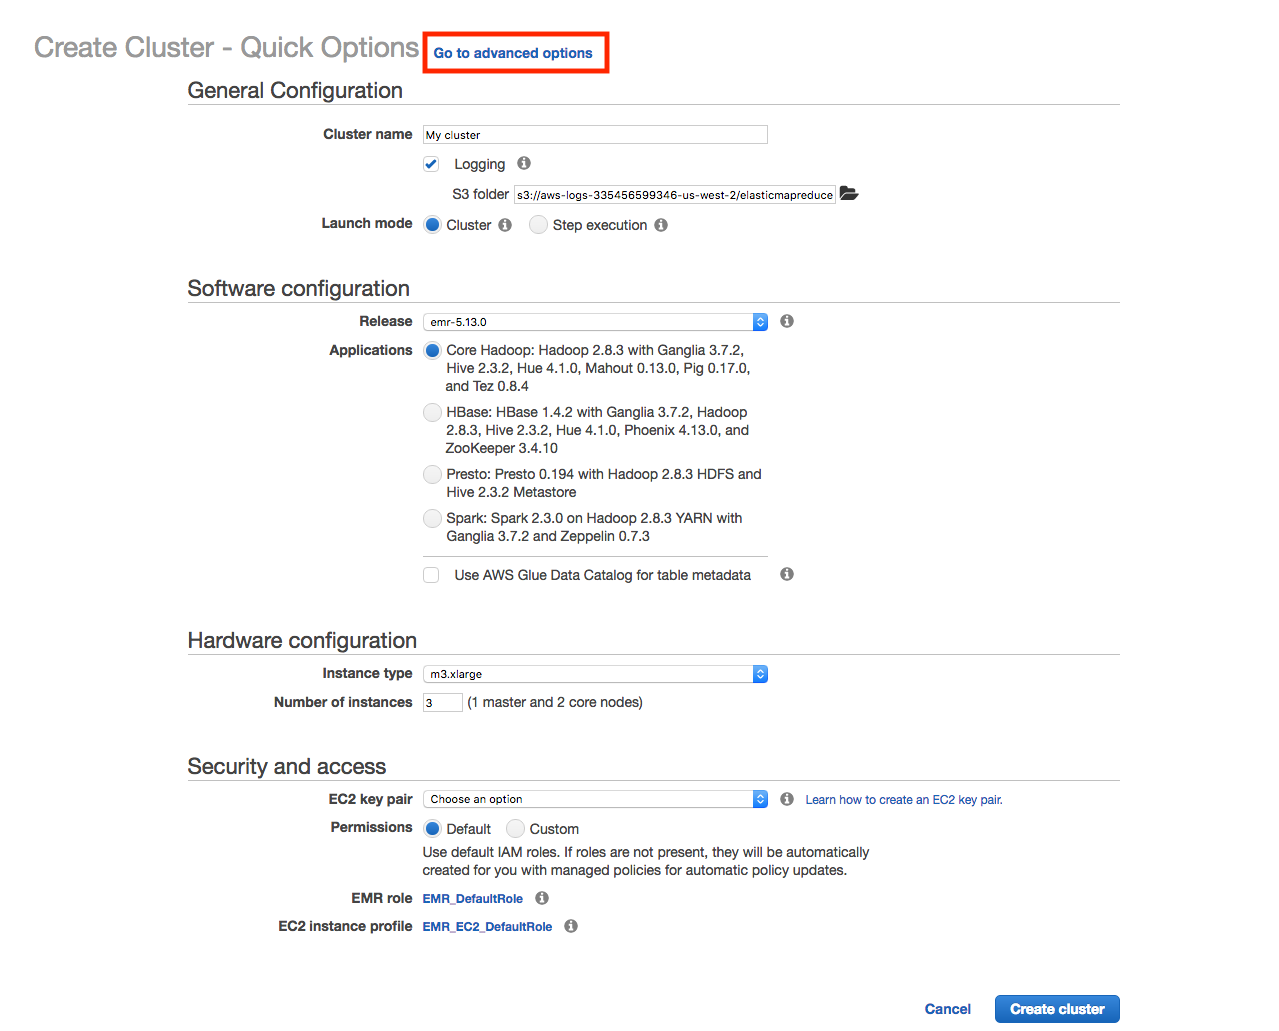 Create Cluster - Quick Options Go to advanced options
General Configuration
Cluster name My cluster
Logging
S3 folder s3://aws-logs-335456599346-us-west-2/elasticmapreduce
Launch mode Cluster Step execution
Software configuration
Release emr-5.13.0
Applications Core Hadoop: Hadoop 2.8.3 with Ganglia 3.7.2,
Hive 2.3.2, Hue 4.1.0, Mahout 0.13.0, Pig 0.17.0,
and Tez 0.8.4
HBase: HBase 1.4.2 with Ganglia 3.7.2, Hadoop
2.8.3, Hive 2.3.2, Hue 4.1.0, Phoenix 4.13.0, and
ZooKeeper 3.4.10
Presto: Presto 0.194 with Hadoop 2.8.3 HDFS and
Hive 2.3.2 Metastore
Spark: Spark 2.3.0 on Hadoop 2.8.3 YARN with
Ganglia 3.7.2 and Zeppelin 0.7.3
Use AWS Glue Data Catalog for table metadata
Hardware configuration
Instance type m3.xlarge
Number of instances 3 (1 master and 2 core nodes)
Security and access
EC2 key pair Choose an option Learn how to create an EC2 key pair.
Permissions Default Custom
Use default IAM roles. If roles are not present, they will be automatically
created for you with managed policies for automatic policy updates.
EMR role EMR_DefaultRole
EC2 instance profile EMR_EC2_DefaultRole
Cancel Create cluster